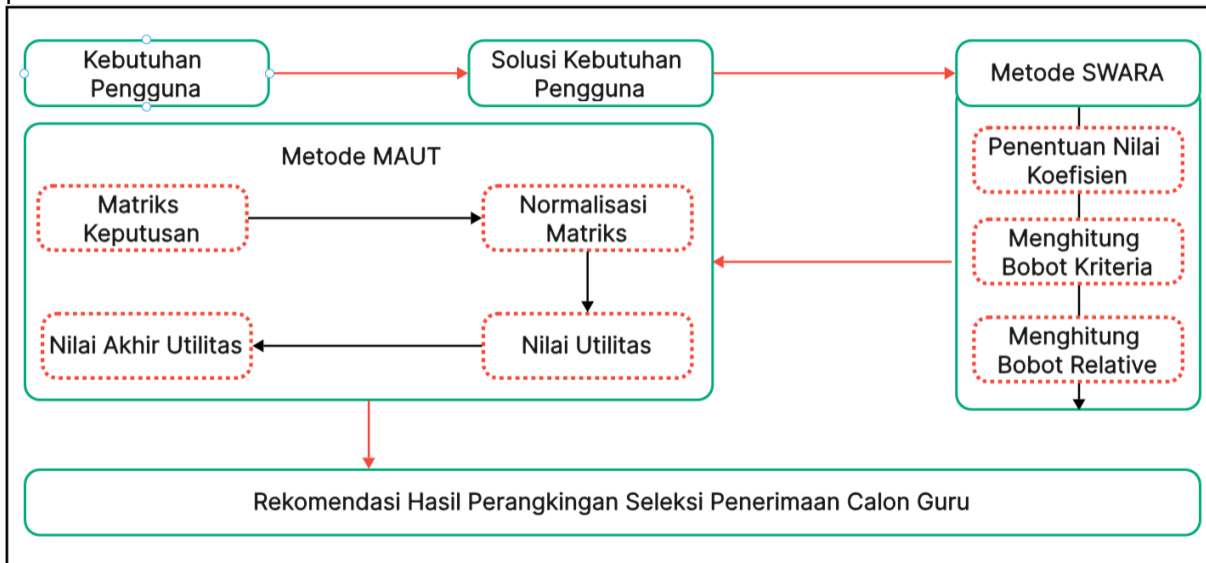 Kebutuhan
Pengguna
Solusi Kebutuhan
Pengguna
Metode SWARA
Penentuan Nilai
Koefisien
Menghitung
Bobot Kriteria
Menghitung
Bobot Relative
Metode MAUT
Matriks
Keputusan
Normalisasi
Matriks
Nilai Utilitas
Nilai Akhir Utilitas
Rekomendasi Hasil Perangkingan Seleksi Penerimaan Calon Guru